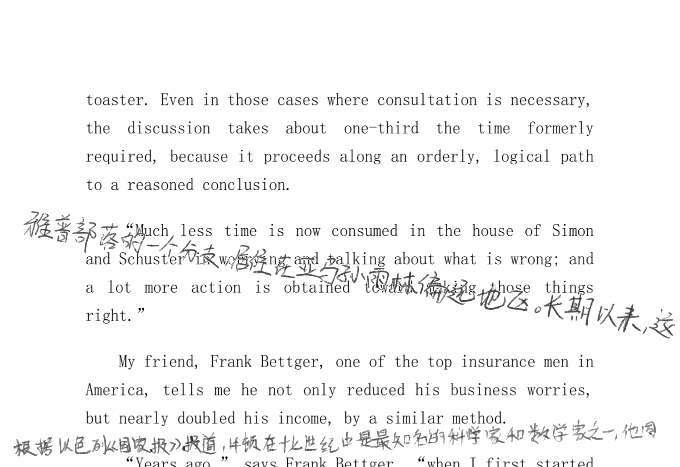 toaster. Even in those cases where consultation is necessary,
the discussion takes about one-third the time formerly
required, because it proceeds along an orderly, logical path
to a reasoned conclusion.
“Much less time is now consumed in the house of Simon
雅普部落的一个分支,居住在亚马孙雨林偏远地区。长期以来,这
and Schuster in worrying and talking about what is wrong; and
a lot more action is obtained toward making those things
right.”
My friend, Frank Bettger, one of the top insurance men in
America, tells me he not only reduced his business worries,
but nearly doubled his income, by a similar method.
根据以色列《国家报》报道,牛顿在十七世纪中是最知名的科学家和数学家之一,他因
“Years ago,” says Frank Bettger, “when I first started